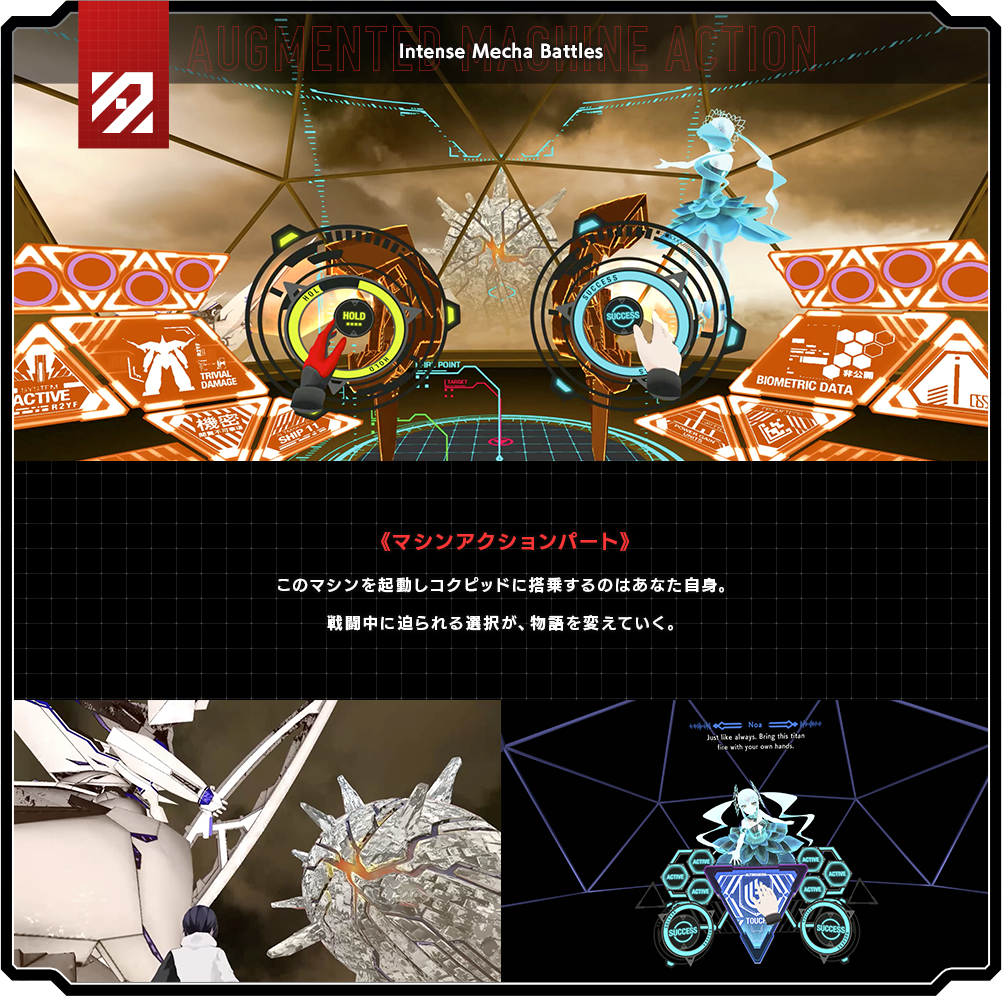 AUGMENTED MACHINE ACTION
Intense Mecha Battles
HOLD
HOLD
SUCCESS
SUCCESS
SYSTEM
ACTIVE
R2YF
TRIVIAL
DAMAGE
機密
SHIP 11
POINT
TARGET
非公開
BIOMETRIC DATA
POWER GAIN
《マシンアクションパート》
このマシンを起動しコクピッドに搭乗するのはあなた自身。
戦闘中に迫られる選択が、物語を変えていく。
Noa
Just like always. Bring this titan
fire with your own hands.
ACTIVE
ACTIVE
ACTIVE
ACTIVE
ACTIVE
ACTIVE
TOUCH
SUCCESS
SUCCESS